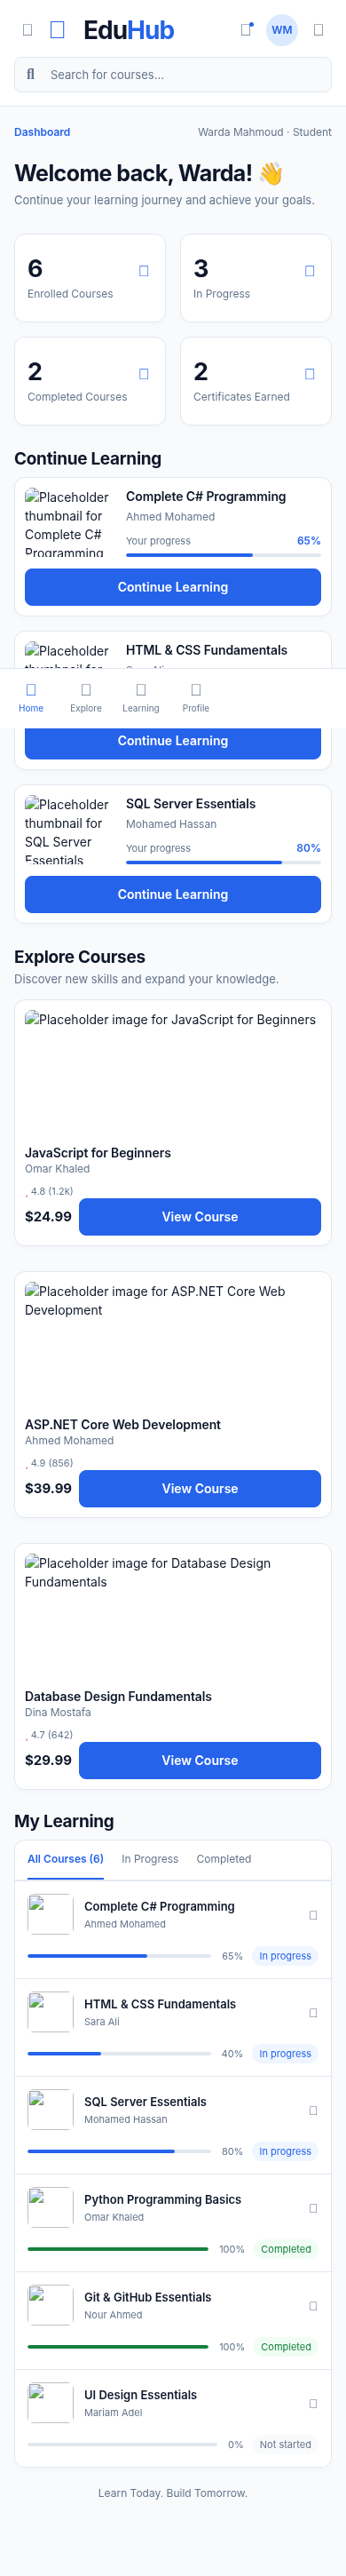 EduHub
WM
Search for courses...
Dashboard
Warda Mahmoud · Student
Welcome back, Warda! 👋
Continue your learning journey and achieve your goals.
6
Enrolled Courses
3
In Progress
2
Completed Courses
2
Certificates Earned
Continue Learning
Placeholder
thumbnail for
Complete C#
Programming
Complete C# Programming
Ahmed Mohamed
Your progress
65%
Continue Learning
Placeholder
thumbnail for
HTML & CSS Fundamentals
Home
Explore
Learning
Profile
Continue Learning
Placeholder
thumbnail for
SQL Server
Essentials
SQL Server Essentials
Mohamed Hassan
Your progress
80%
Continue Learning
Explore Courses
Discover new skills and expand your knowledge.
Placeholder image for JavaScript for Beginners
JavaScript for Beginners
Omar Khaled
4.8 (1.2k)
$24.99
View Course
Placeholder image for ASP.NET Core Web
Development
ASP.NET Core Web Development
Ahmed Mohamed
4.9 (856)
$39.99
View Course
Placeholder image for Database Design
Fundamentals
Database Design Fundamentals
Dina Mostafa
4.7 (642)
$29.99
View Course
My Learning
All Courses (6)
In Progress
Completed
Complete C# Programming
Ahmed Mohamed
65%
In progress
HTML & CSS Fundamentals
Sara Ali
40%
In progress
SQL Server Essentials
Mohamed Hassan
80%
In progress
Python Programming Basics
Omar Khaled
100%
Completed
Git & GitHub Essentials
Nour Ahmed
100%
Completed
UI Design Essentials
Mariam Adel
0%
Not started
Learn Today. Build Tomorrow.